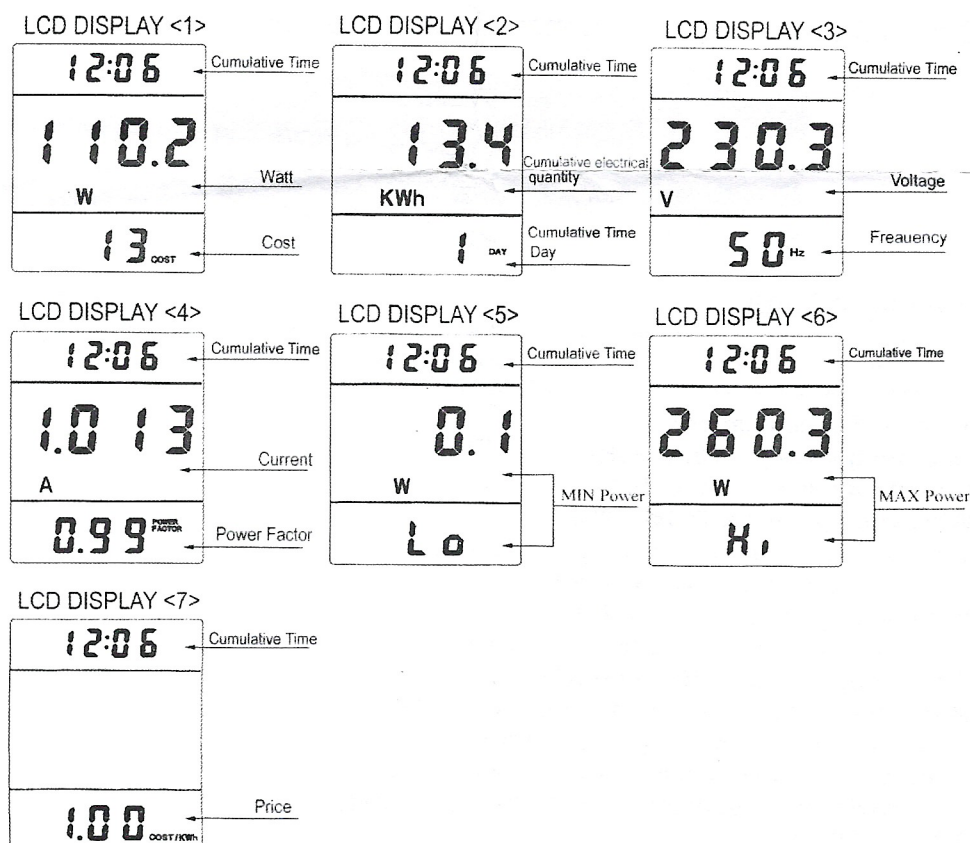 LCD DISPLAY <1>
12:06
Cumulative Time
110.2
W
Watt
13 COST
Cost
LCD DISPLAY <2>
12:06
Cumulative Time
13.4
KWh
Cumulative electrical
quantity
1 DAY
Cumulative Time
Day
LCD DISPLAY <3>
12:06
Cumulative Time
230.3
V
Voltage
50 Hz
Freauency
LCD DISPLAY <4>
12:06
Cumulative Time
1.013
A
Current
0.99 POWER
FACTOR
Power Factor
LCD DISPLAY <5>
12:06
Cumulative Time
0.1
W
MIN Power
Lo
LCD DISPLAY <6>
12:06
Cumulative Time
260.3
W
MAX Power
Hi
LCD DISPLAY <7>
12:06
Cumulative Time
Price
1.00 COST/KWh